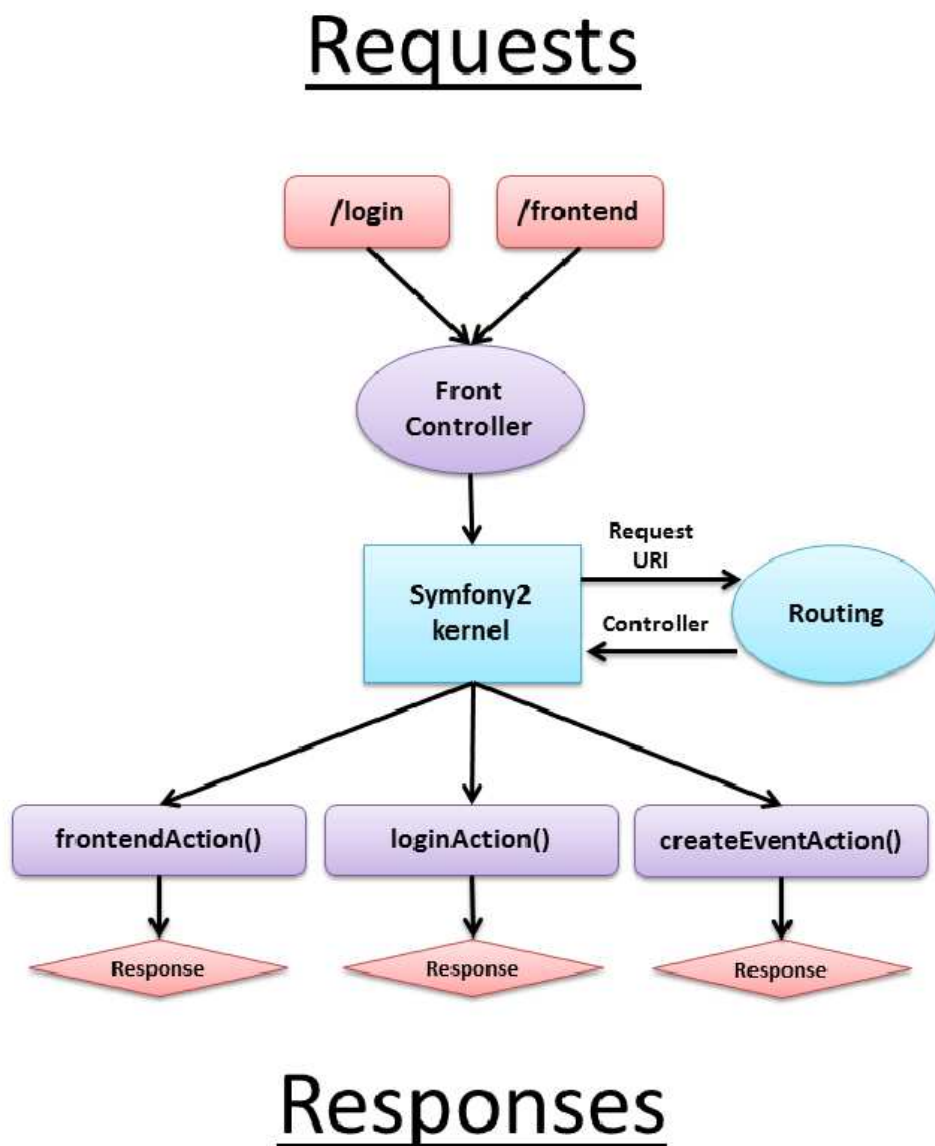 Requests
/login
/frontend
Front
Controller
Request
URI
Symfony2
kernel
Controller
Routing
frontendAction()
loginAction()
createEventAction()
Response
Response
Response
Responses